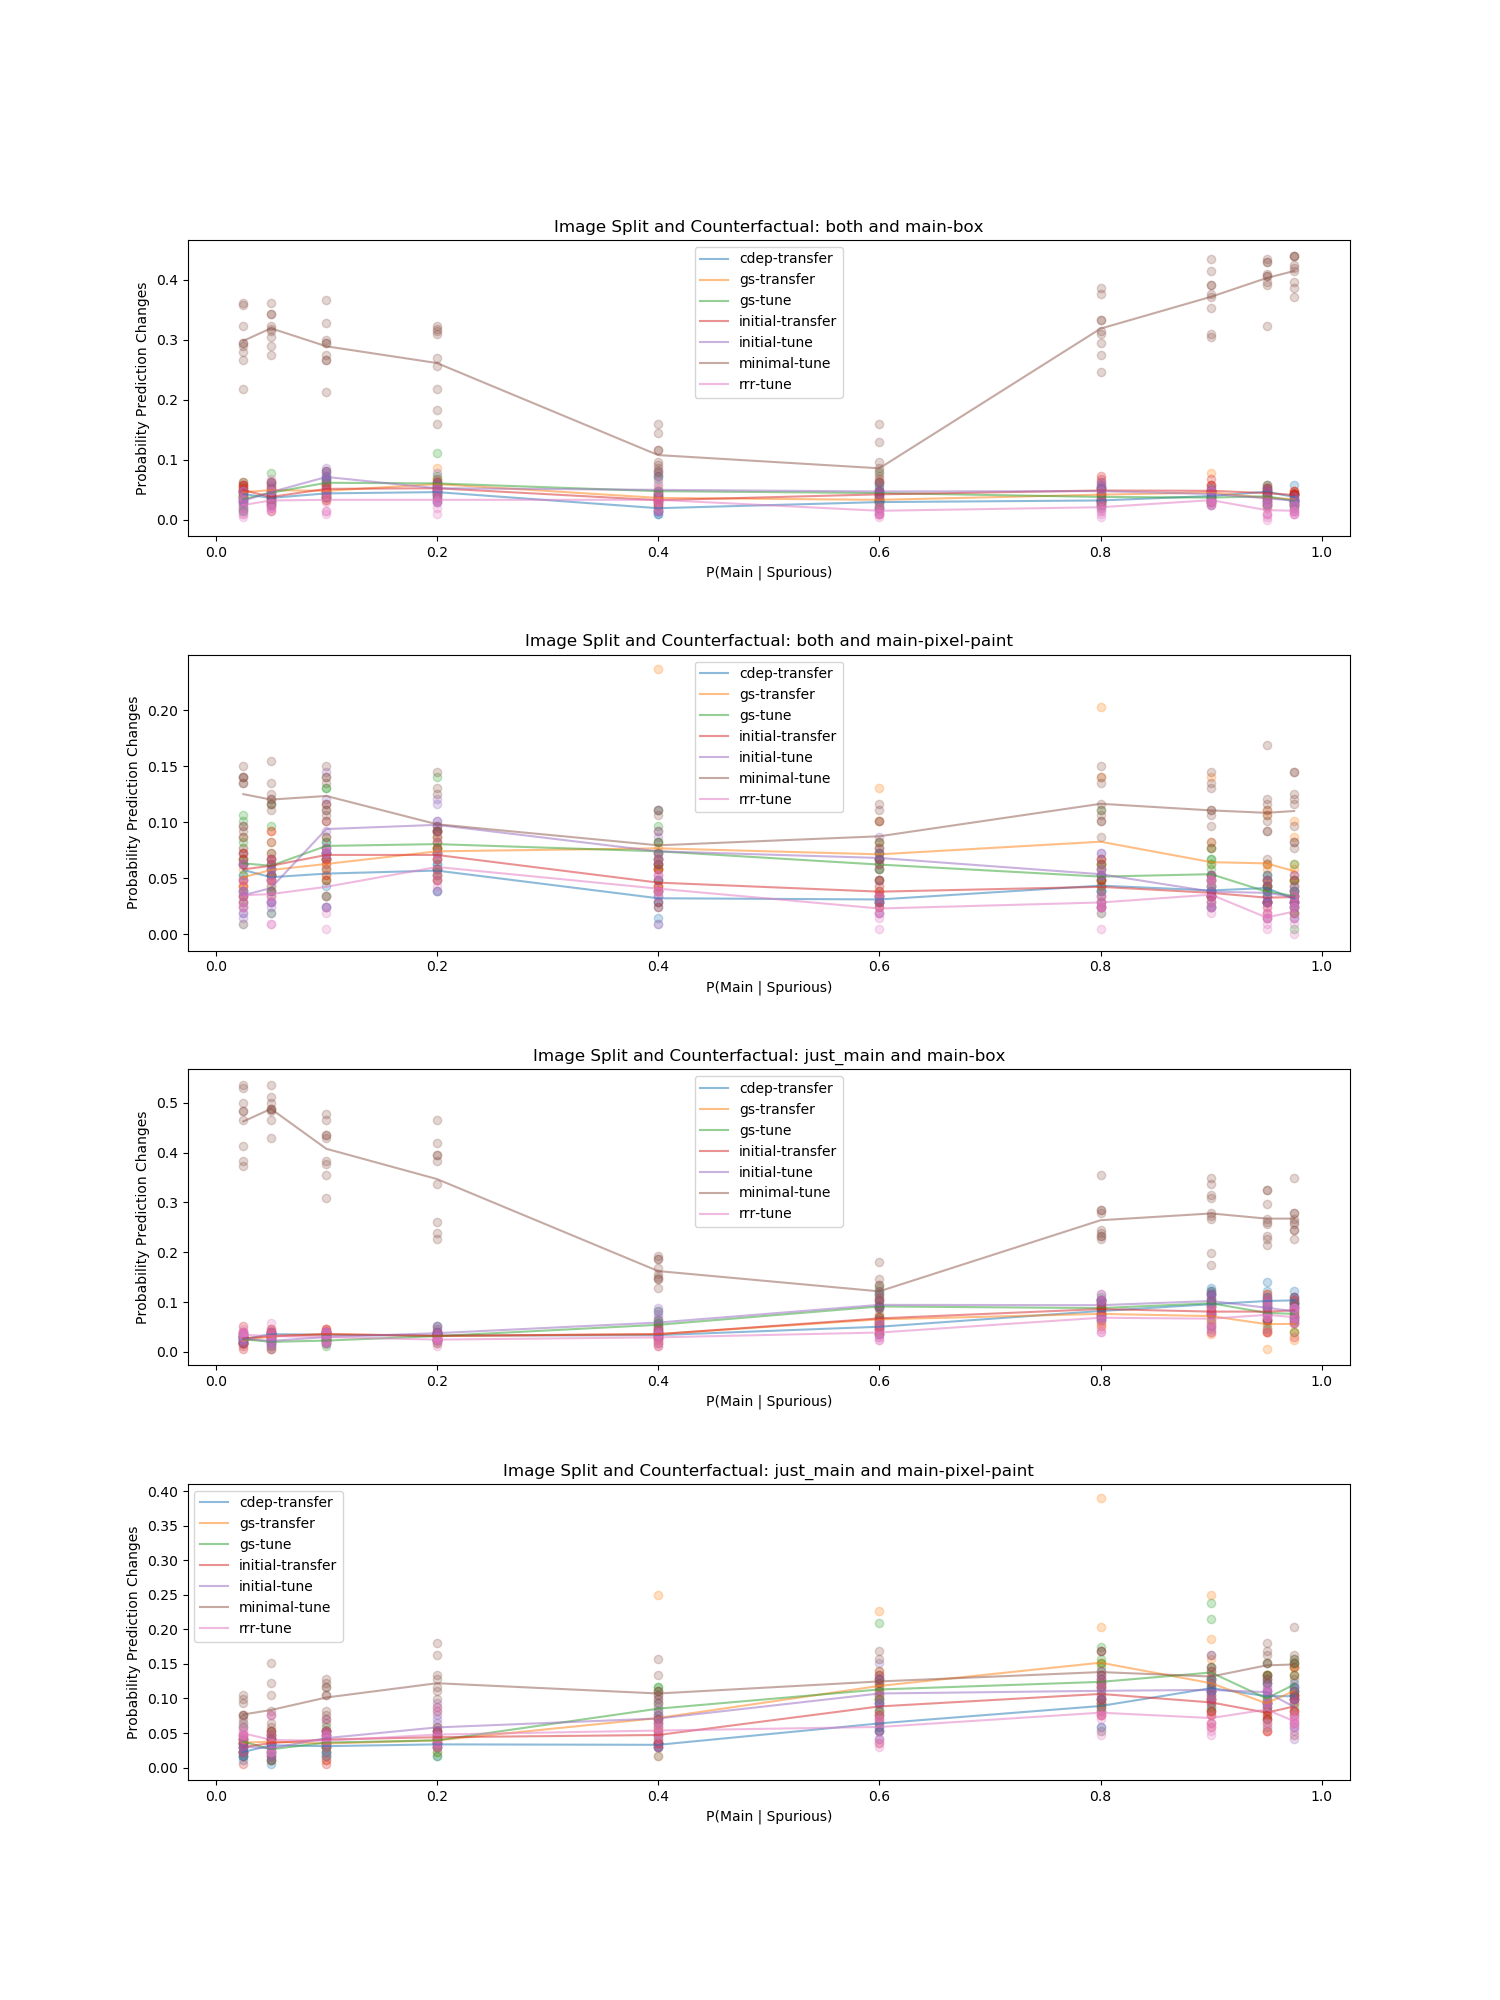 Image Split and Counterfactual: both and main-box
Probability Prediction Changes
0.4
0.3
0.2
0.1
0.0
cdep-transfer
gs-transfer
gs-tune
initial-transfer
initial-tune
minimal-tune
rrr-tune
0.0 0.2 0.4 0.6 0.8 1.0
P(Main | Spurious)
Image Split and Counterfactual: both and main-pixel-paint
Probability Prediction Changes
0.20
0.15
0.10
0.05
0.00
cdep-transfer
gs-transfer
gs-tune
initial-transfer
initial-tune
minimal-tune
rrr-tune
0.0 0.2 0.4 0.6 0.8 1.0
P(Main | Spurious)
Image Split and Counterfactual: just_main and main-box
Probability Prediction Changes
0.5
0.4
0.3
0.2
0.1
0.0
cdep-transfer
gs-transfer
gs-tune
initial-transfer
initial-tune
minimal-tune
rrr-tune
0.0 0.2 0.4 0.6 0.8 1.0
P(Main | Spurious)
Image Split and Counterfactual: just_main and main-pixel-paint
Probability Prediction Changes
0.40
0.35
0.30
0.25
0.20
0.15
0.10
0.05
0.00
cdep-transfer
gs-transfer
gs-tune
initial-transfer
initial-tune
minimal-tune
rrr-tune
0.0 0.2 0.4 0.6 0.8 1.0
P(Main | Spurious)